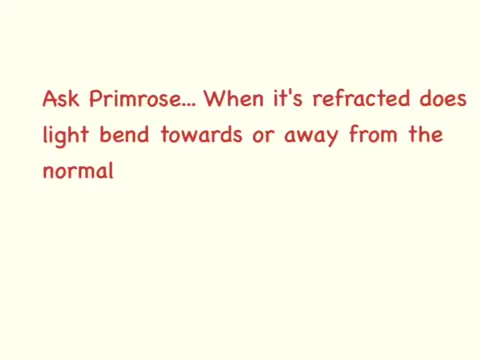 Ask Primrose... When it's refracted does
light bend towards or away from the
normal